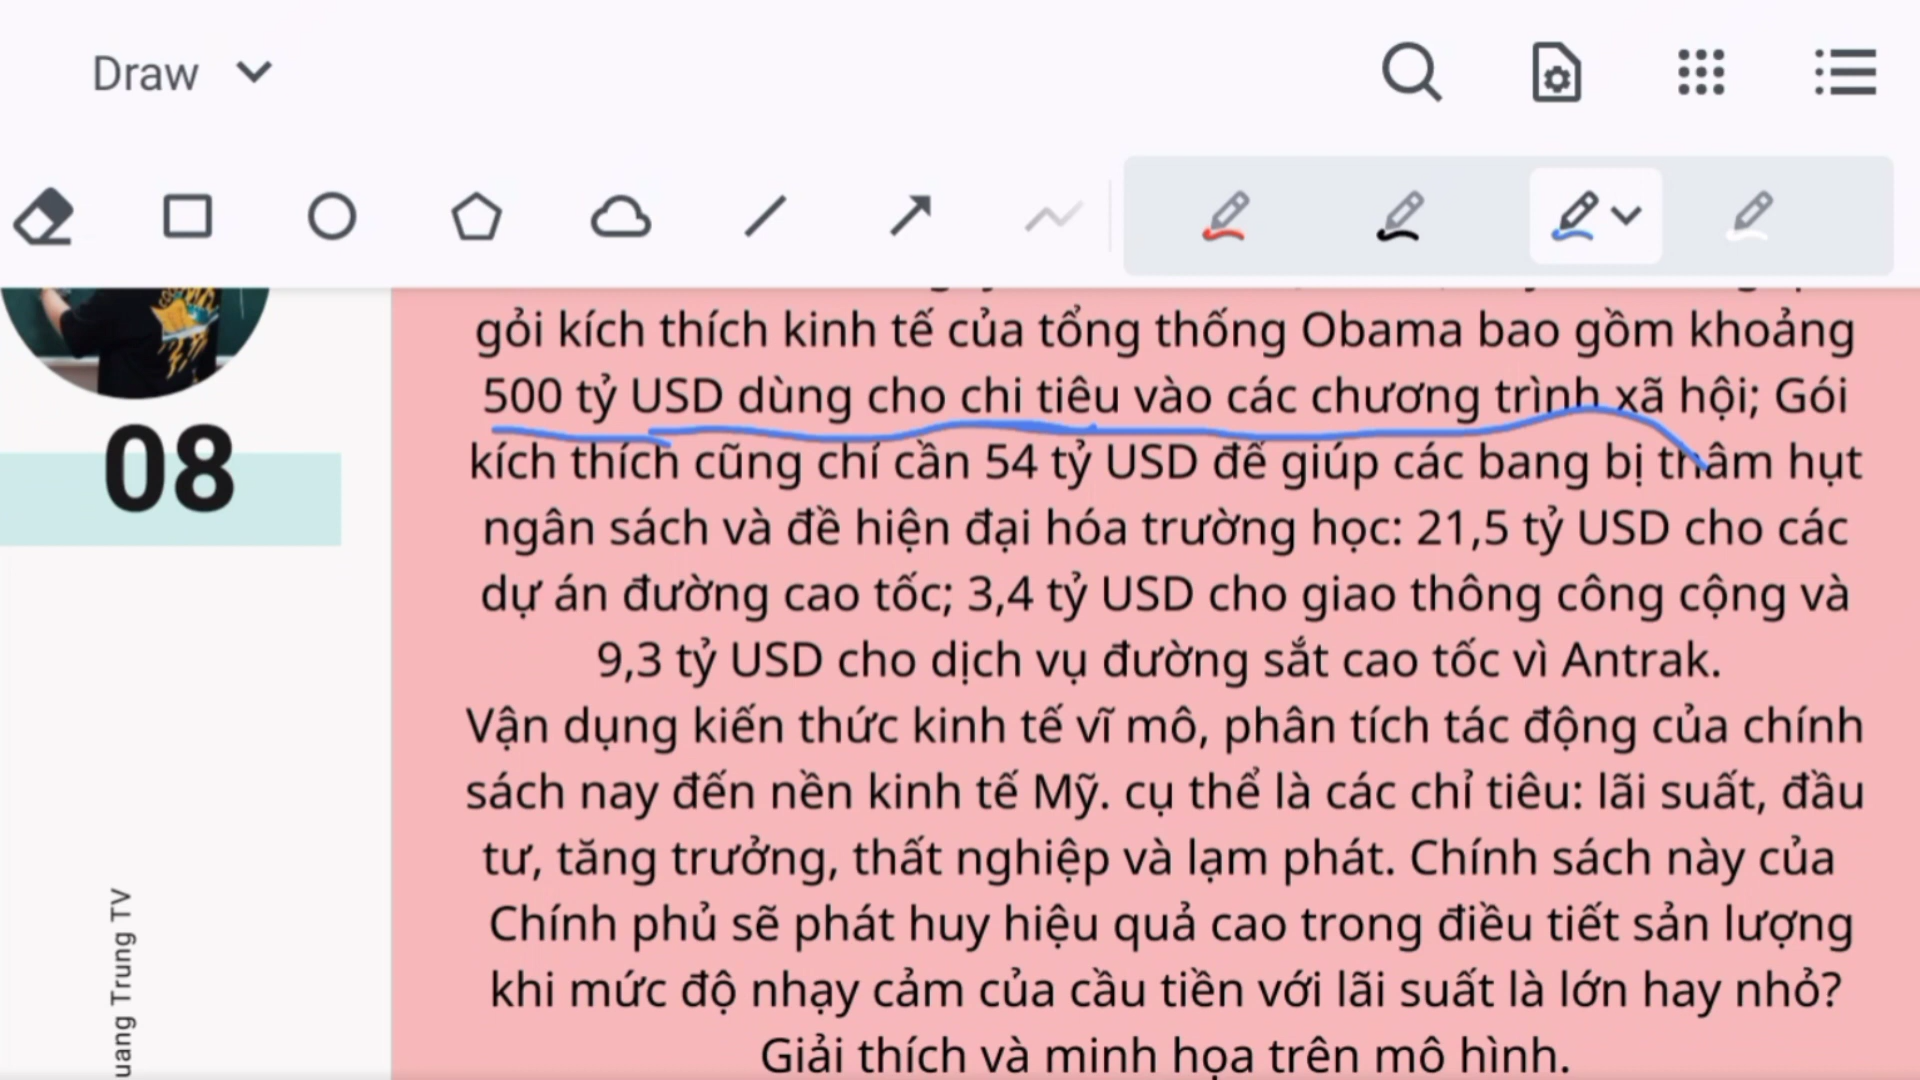 Draw
08
uang Trung TV
gỏi kích thích kinh tế của tổng thống Obama bao gồm khoảng
500 tỷ USD dùng cho chi tiêu vào các chương trình xã hội; Gói
kích thích cũng chí cần 54 tỷ USD để giúp các bang bị thâm hụt
ngân sách và đề hiện đại hóa trường học: 21,5 tỷ USD cho các
dự án đường cao tốc; 3,4 tỷ USD cho giao thông công cộng và
9,3 tỷ USD cho dịch vụ đường sắt cao tốc vì Antrak.
Vận dụng kiến thức kinh tế vĩ mô, phân tích tác động của chính
sách nay đến nền kinh tế Mỹ. cụ thể là các chỉ tiêu: lãi suất, đầu
tư, tăng trưởng, thất nghiệp và lạm phát. Chính sách này của
Chính phủ sẽ phát huy hiệu quả cao trong điều tiết sản lượng
khi mức độ nhạy cảm của cầu tiền với lãi suất là lớn hay nhỏ?
Giải thích và minh họa trên mô hình.